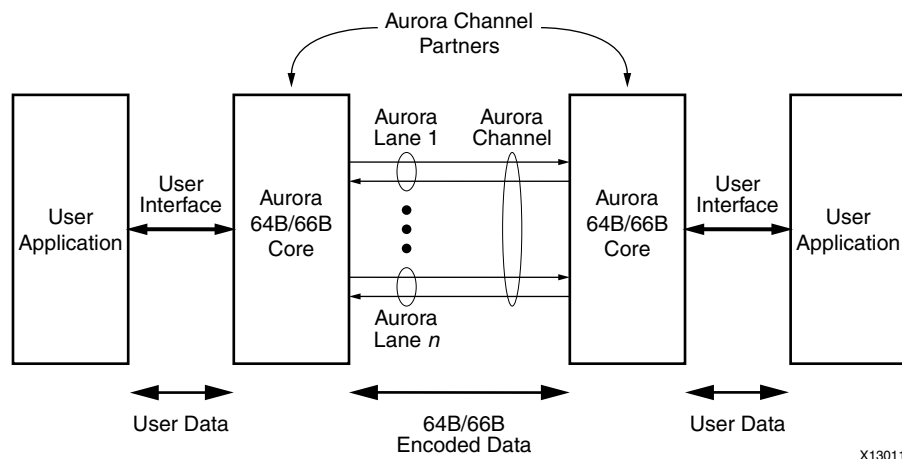 Aurora Channel
Partners
Aurora
Lane 1
Aurora
Channel
User
Application
User
Interface
Aurora
64B/66B
Core
Aurora
64B/66B
Core
User
Interface
User
Application
Aurora
Lane n
User Data
64B/66B
Encoded Data
User Data
X13011